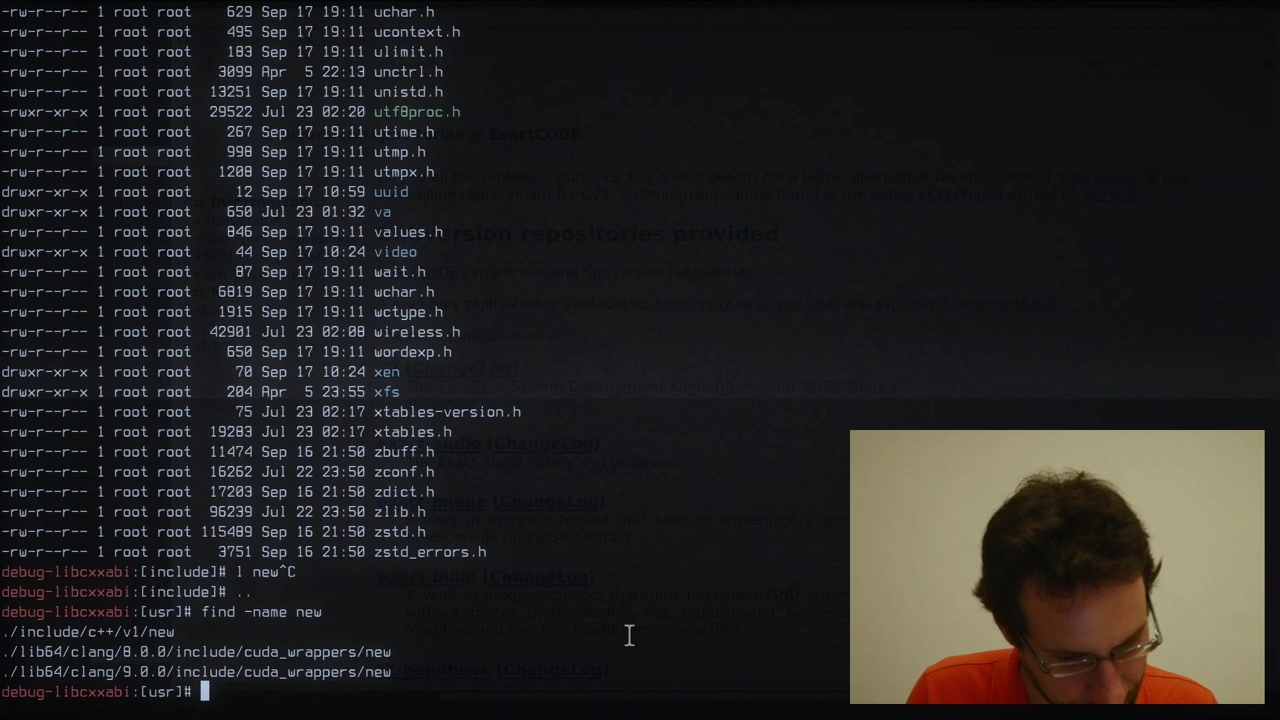 -rw-r--r-- 1 root root 629 Sep 17 19:11 uchar.h
-rw-r--r-- 1 root root 495 Sep 17 19:11 ucontext.h
-rw-r--r-- 1 root root 183 Sep 17 19:11 ulimit.h
-rw-r--r-- 1 root root 3099 Apr 5 22:13 unctrl.h
-rw-r--r-- 1 root root 13251 Sep 17 19:11 unistd.h
-rwxr-xr-x 1 root root 29522 Jul 23 02:20 utf8proc.h
-rw-r--r-- 1 root root 267 Sep 17 19:11 utime.h
-rw-r--r-- 1 root root 998 Sep 17 19:11 utmp.h
-rw-r--r-- 1 root root 1208 Sep 17 19:11 utmpx.h
drwxr-xr-x 1 root root 12 Sep 17 10:59 uuid
drwxr-xr-x 1 root root 650 Jul 23 01:32 va
-rw-r--r-- 1 root root 846 Sep 17 19:11 values.h
drwxr-xr-x 1 root root 44 Sep 17 10:24 video
-rw-r--r-- 1 root root 87 Sep 17 19:11 wait.h
-rw-r--r-- 1 root root 6819 Sep 17 19:11 wchar.h
-rw-r--r-- 1 root root 1915 Sep 17 19:11 wctype.h
-rw-r--r-- 1 root root 42901 Jul 23 02:08 wireless.h
-rw-r--r-- 1 root root 650 Sep 17 19:11 wordexp.h
drwxr-xr-x 1 root root 70 Sep 17 10:24 xen
drwxr-xr-x 1 root root 204 Apr 5 23:55 xfs
-rw-r--r-- 1 root root 75 Jul 23 02:17 xtables-version.h
-rw-r--r-- 1 root root 19283 Jul 23 02:17 xtables.h
-rw-r--r-- 1 root root 11474 Sep 16 21:50 zbuff.h
-rw-r--r-- 1 root root 16262 Jul 22 23:50 zconf.h
-rw-r--r-- 1 root root 17203 Sep 16 21:50 zdict.h
-rw-r--r-- 1 root root 96239 Jul 22 23:50 zlib.h
-rw-r--r-- 1 root root 115489 Sep 16 21:50 zstd.h
-rw-r--r-- 1 root root 3751 Sep 16 21:50 zstd_errors.h
debug-libcxxabi:[include]# l new^C
debug-libcxxabi:[include]# ..
debug-libcxxabi:[usr]# find -name new
./include/c++/v1/new
./lib64/clang/8.0.0/include/cuda_wrappers/new
./lib64/clang/9.0.0/include/cuda_wrappers/new
debug-libcxxabi:[usr]#